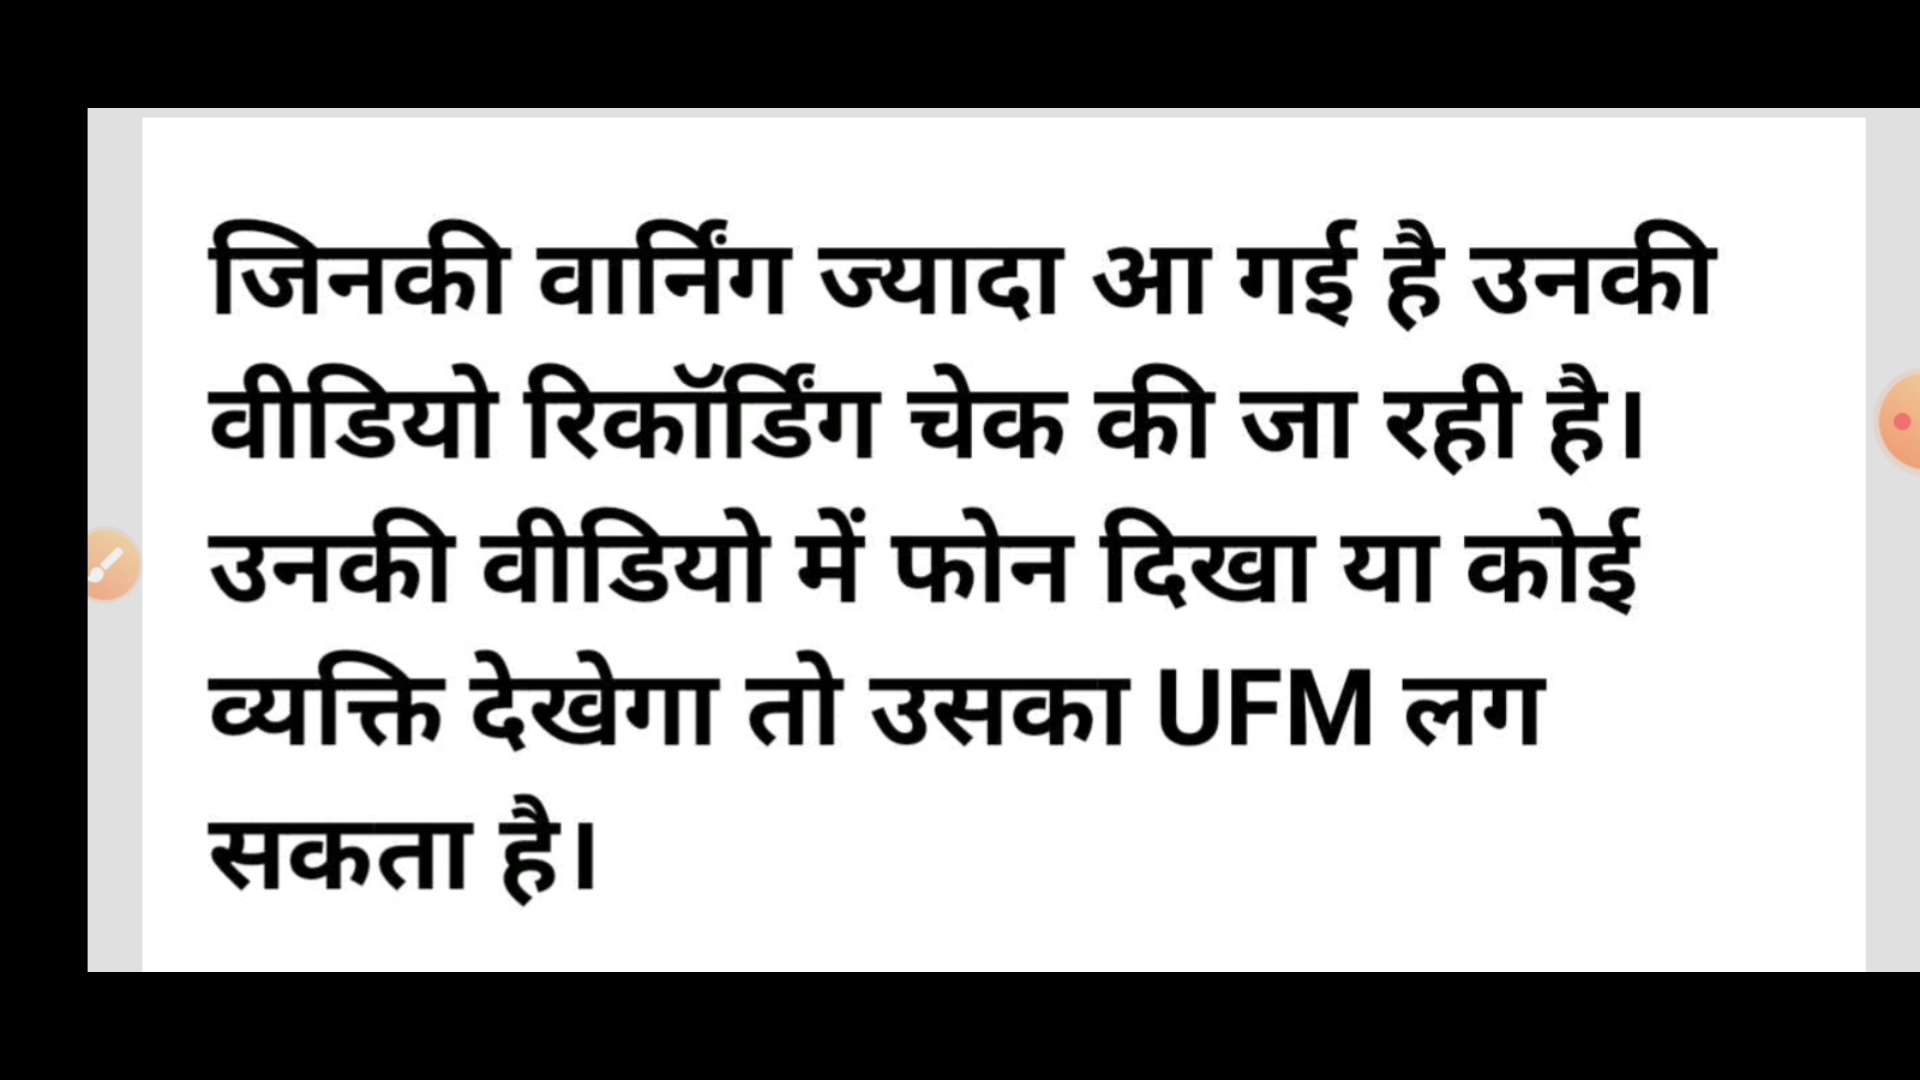 जिनकी वार्निंग ज्यादा आ गई है उनकी
वीडियो रिकॉर्डिंग चेक की जा रही है।
उनकी वीडियो में फोन दिखा या कोई
व्यक्ति देखेगा तो उसका UFM लग
सकता है।